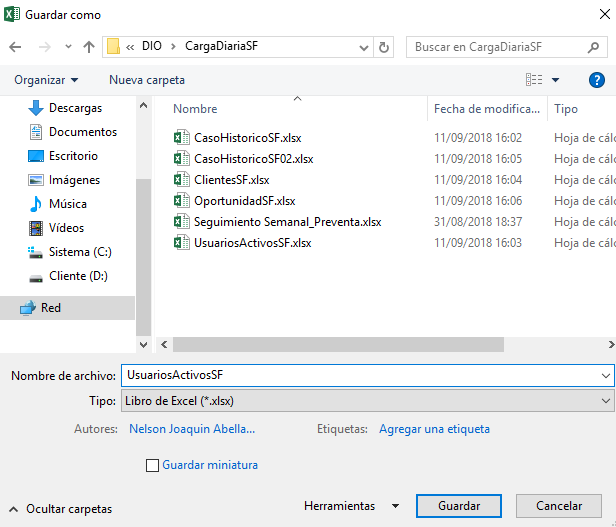 Guardar como
« DIO > CargaDiariaSF
Buscar en CargaDiariaSF
Organizar Nueva carpeta ?
Nombre Fecha de modifica... Tipo
Descargas
Documentos
Escritorio
Imágenes
Música
Vídeos
Sistema (C:)
Cliente (D:)
Red
CasoHistoricoSF.xlsx 11/09/2018 16:02 Hoja de cálc
CasoHistoricoSF02.xlsx 11/09/2018 16:05 Hoja de cálc
ClientesSF.xlsx 11/09/2018 16:04 Hoja de cálc
OportunidadSF.xlsx 11/09/2018 16:06 Hoja de cálc
Seguimiento Semanal_Preventa.xlsx 31/08/2018 18:37 Hoja de cálc
UsuariosActivosSF.xlsx 11/09/2018 16:03 Hoja de cálc
Nombre de archivo: UsuariosActivosSF
Tipo: Libro de Excel (*.xlsx)
Autores: Nelson Joaquin Abella... Etiquetas: Agregar una etiqueta
Guardar miniatura
Ocultar carpetas Herramientas Guardar Cancelar